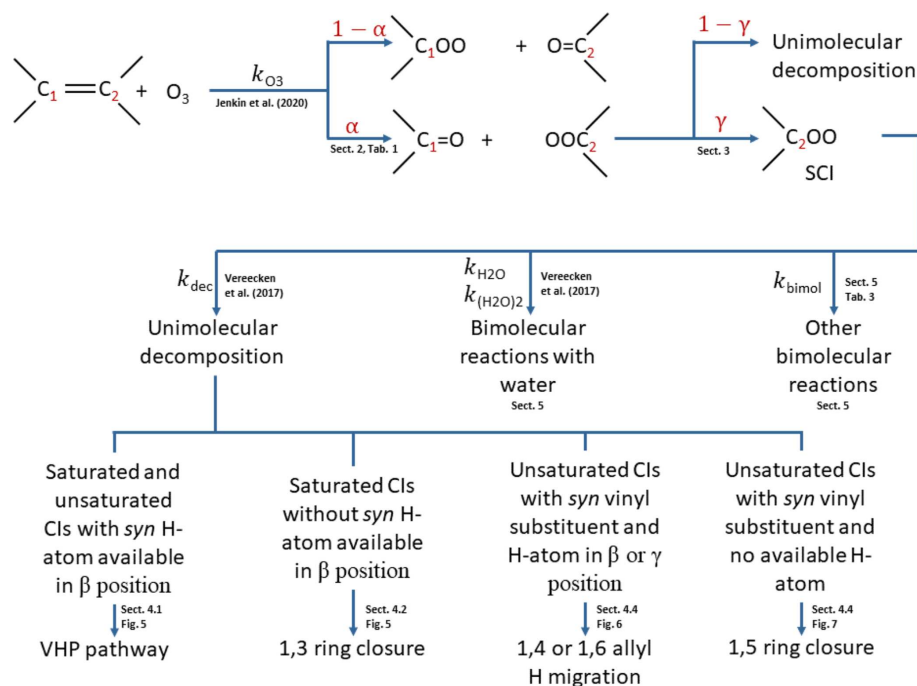 1 − α
C1OO + O=C2
1 − γ
Unimolecular
decomposition
C1 C2 + O3
kO3
Jenkin et al. (2020)
α
Sect. 2, Tab. 1
C1=O + OOC2
γ
Sect. 3
C2OO
SCI
kdec
Vereecken
et al. (2017)
Unimolecular
decomposition
kH2O
k(H2O)2
Vereecken
et al. (2017)
Bimolecular
reactions with
water
Sect. 5
kbimol
Sect. 5
Tab. 3
Other
bimolecular
reactions
Sect. 5
Saturated and
unsaturated
CIs with syn H-
atom available
in β position
Sect. 4.1
Fig. 5
VHP pathway
Saturated CIs
without syn H-
atom available
in β position
Sect. 4.2
Fig. 5
1,3 ring closure
Unsaturated CIs
with syn vinyl
substituent and
H-atom in β or γ
position
Sect. 4.4
Fig. 6
1,4 or 1,6 allyl
H migration
Unsaturated CIs
with syn vinyl
substituent and
no available H-
atom
Sect. 4.4
Fig. 7
1,5 ring closure